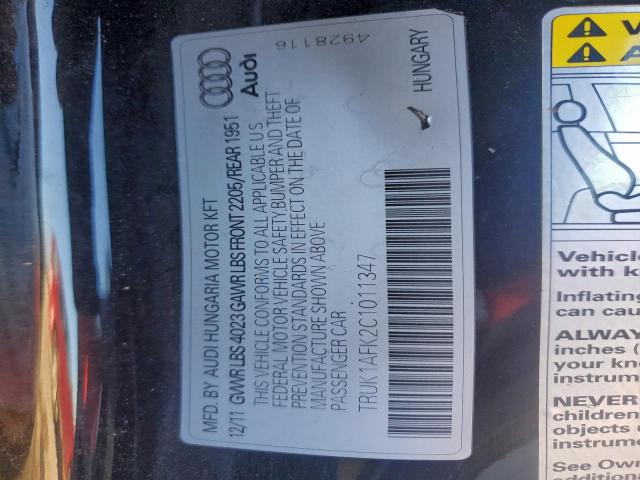 4928116
Audi
MFD. BY AUDI HUNGARIA MOTOR KFT
12/11 GVWR LBS 4023 GAWR LBS FRONT 2205/REAR 1951
THIS VEHICLE CONFORMS TO ALL APPLICABLE U S
FEDERAL MOTOR VEHICLE SAFETY, BUMPER AND THEFT
PREVENTION STANDARDS IN EFFECT ON THE DATE OF
MANUFACTURE SHOWN ABOVE
PASSENGER CAR
TRUK1AFK2C1011347
HUNGARY
Vehicle
with k
Inflating
can cau
ALWAY
inches (
your kn
instrum
NEVER
children
objects
instrume
See Own
additiona